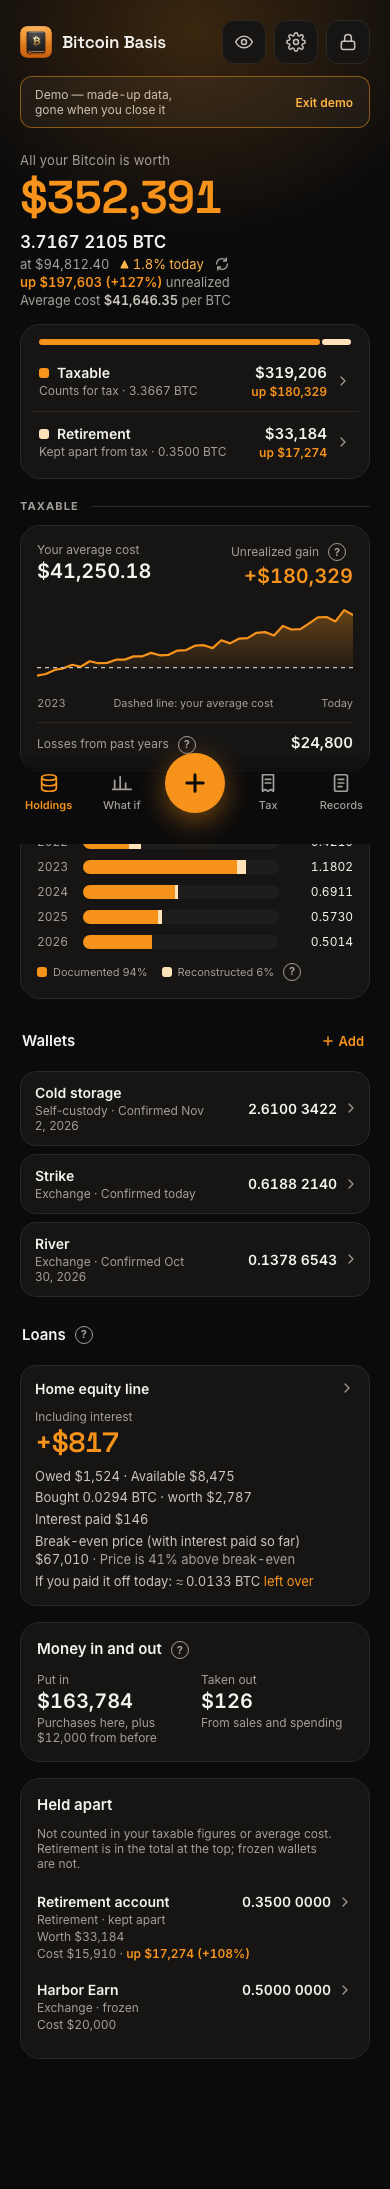 Bitcoin Basis
Demo — made-up data,
gone when you close it
Exit demo
All your Bitcoin is worth
$352,391
3.7167 2105 BTC
at $94,812.40 ▲ 1.8% today
up $197,603 (+127%) unrealized
Average cost $41,646.35 per BTC
Taxable $319,206
Counts for tax · 3.3667 BTC up $180,329
Retirement $33,184
Kept apart from tax · 0.3500 BTC up $17,274
TAXABLE
Your average cost Unrealized gain ?
$41,250.18 +$180,329
2023 Dashed line: your average cost Today
Losses from past years ? $24,800
Holdings What if + Tax Records
2023 1.1802
2024 0.6911
2025 0.5730
2026 0.5014
Documented 94% Reconstructed 6% ?
Wallets + Add
Cold storage
Self-custody · Confirmed Nov
2, 2026
2.6100 3422
Strike
Exchange · Confirmed today
0.6188 2140
River
Exchange · Confirmed Oct
30, 2026
0.1378 6543
Loans ?
Home equity line
Including interest
+$817
Owed $1,524 · Available $8,475
Bought 0.0294 BTC · worth $2,787
Interest paid $146
Break-even price (with interest paid so far)
$67,010 · Price is 41% above break-even
If you paid it off today: ≈ 0.0133 BTC left over
Money in and out ?
Put in Taken out
$163,784 $126
Purchases here, plus From sales and spending
$12,000 from before
Held apart
Not counted in your taxable figures or average cost.
Retirement is in the total at the top; frozen wallets
are not.
Retirement account 0.3500 0000
Retirement · kept apart
Worth $33,184
Cost $15,910 · up $17,274 (+108%)
Harbor Earn 0.5000 0000
Exchange · frozen
Cost $20,000